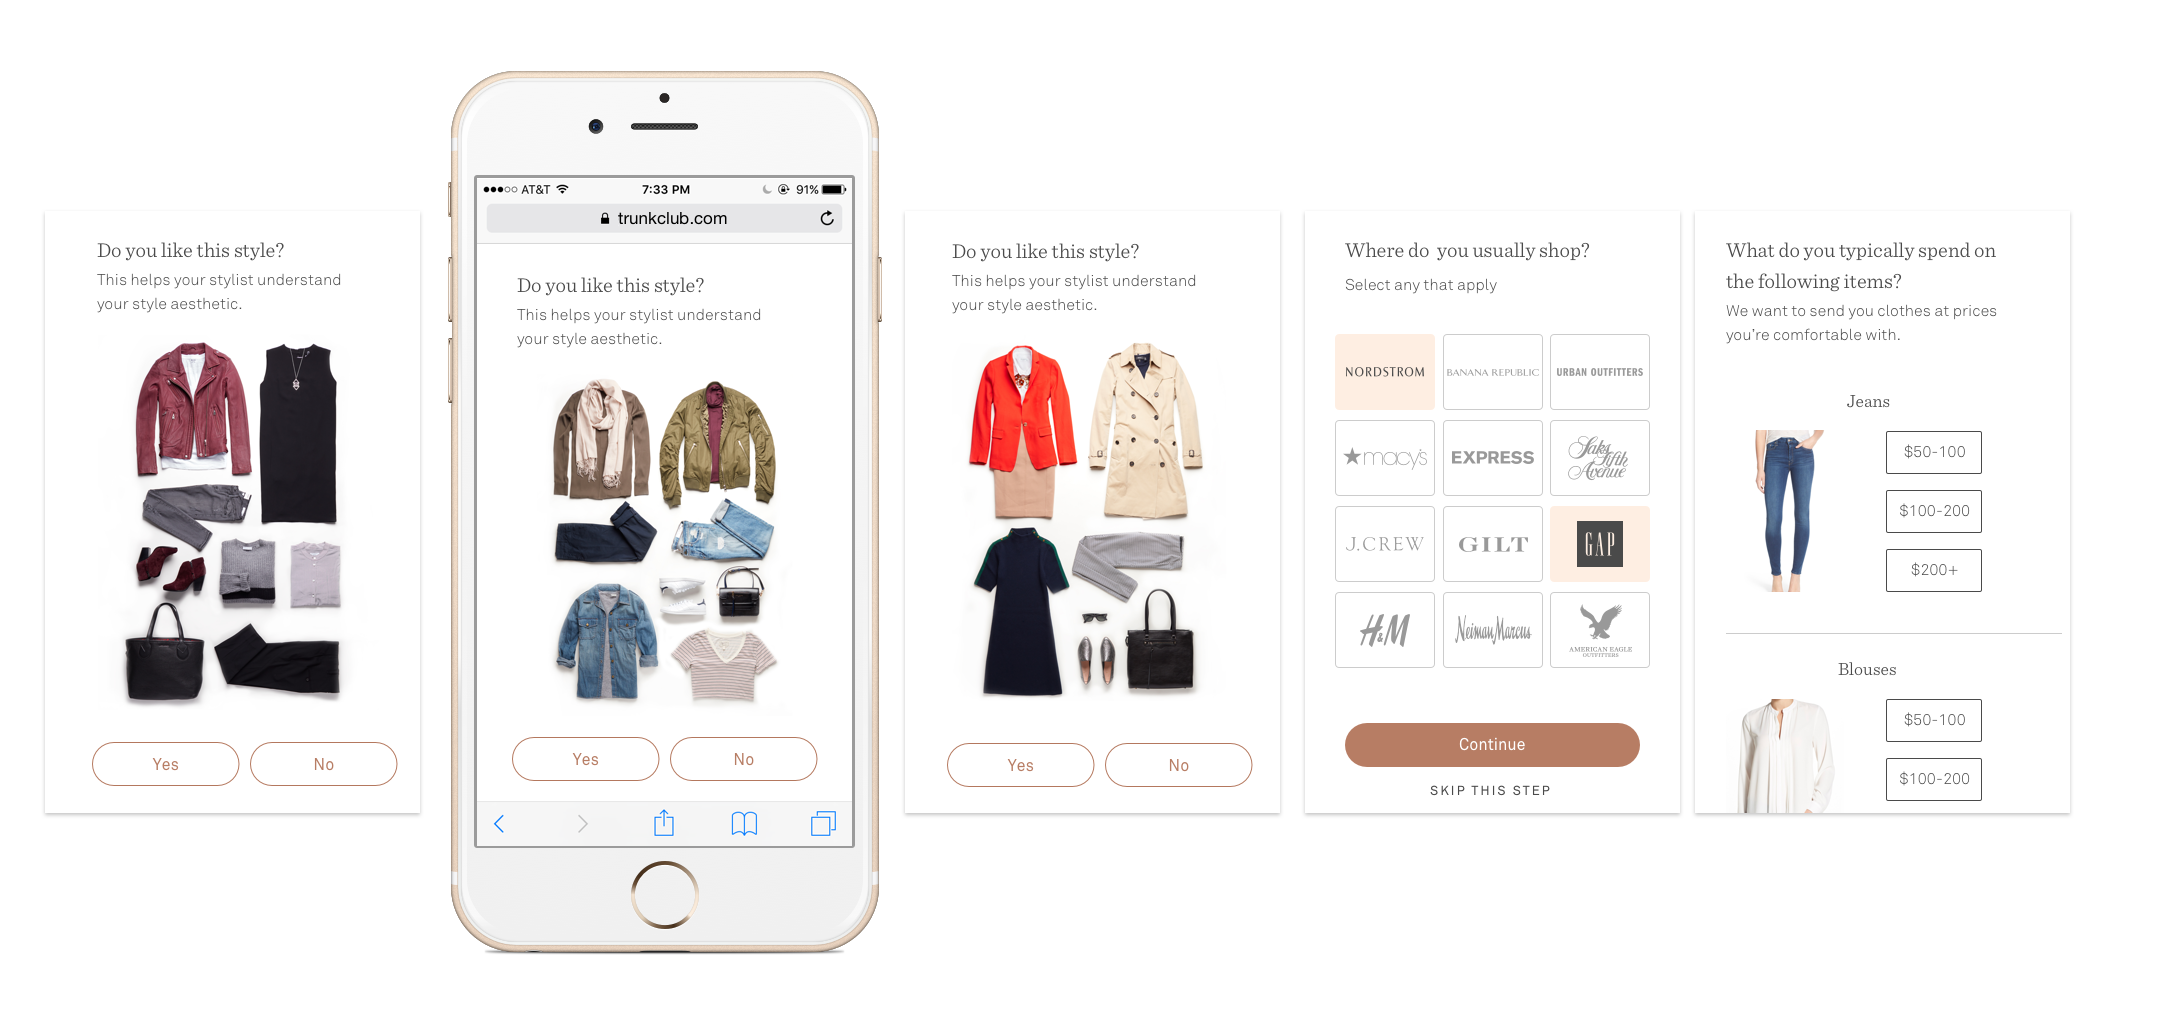 Do you like this style?
This helps your stylist understand
your style aesthetic.
Yes
No
AT&T
7:33 PM
91%
trunkclub.com
Do you like this style?
This helps your stylist understand
your style aesthetic.
Yes
No
Do you like this style?
This helps your stylist understand
your style aesthetic.
Yes
No
Where do you usually shop?
Select any that apply
NORDSTROM
BANANA REPUBLIC
URBAN OUTFITTERS
macy's
EXPRESS
Saks
Fifth
Avenue
J.CREW
GILT
GAP
H&M
Neiman Marcus
AMERICAN EAGLE
OUTFITTERS
Continue
SKIP THIS STEP
What do you typically spend on
the following items?
We want to send you clothes at prices
you're comfortable with.
Jeans
$50-100
$100-200
$200+
Blouses
$50-100
$100-200